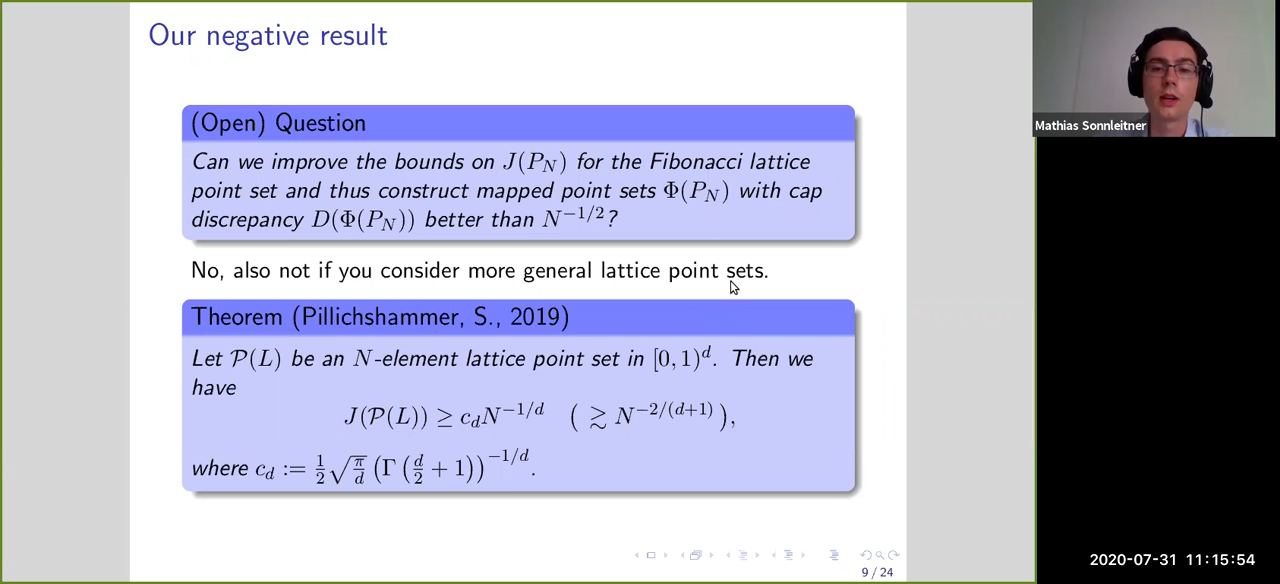 Our negative result
(Open) Question
Can we improve the bounds on J(P_N) for the Fibonacci lattice
point set and thus construct mapped point sets Φ(P_N) with cap
discrepancy D(Φ(P_N)) better than N^{-1/2}?
No, also not if you consider more general lattice point sets.
Theorem (Pillichshammer, S., 2019)
Let 𝒫(L) be an N-element lattice point set in [0, 1)^d. Then we
have
J(𝒫(L)) ≥ c_d N^{-1/d} ( ≳ N^{-2/(d+1)} ),
where c_d := 1/2 √(π/d) (Γ (d/2 + 1))^{-1/d}.
9 / 24
Mathias Sonnleitner
2020-07-31 11:15:54